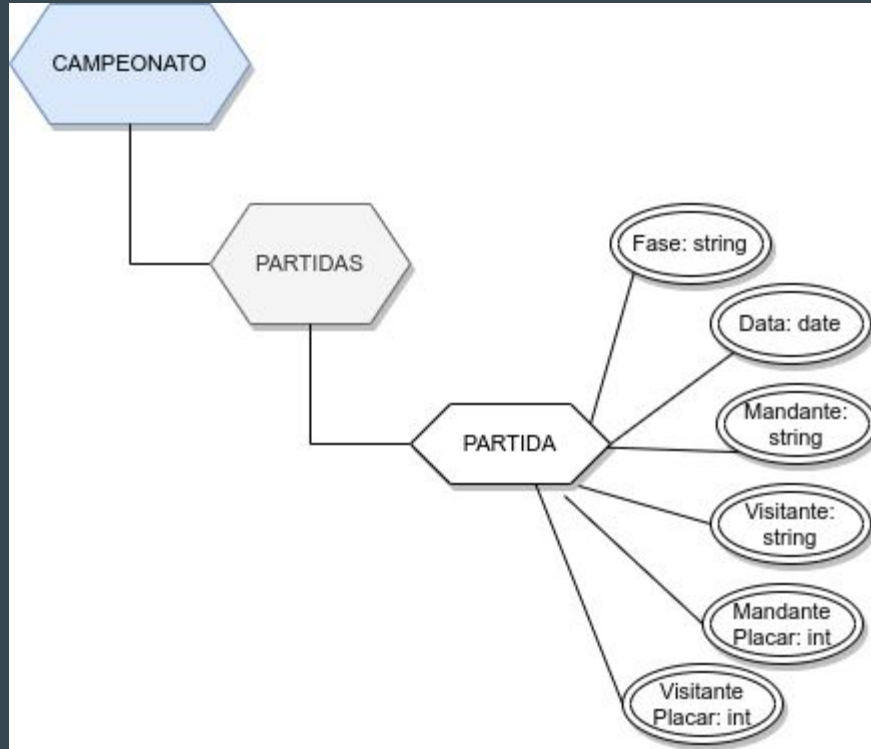 CAMPEONATO
PARTIDAS
Fase: string
Data: date
Mandante:
string
PARTIDA
Visitante:
string
Mandante
Placar: int
Visitante
Placar: int